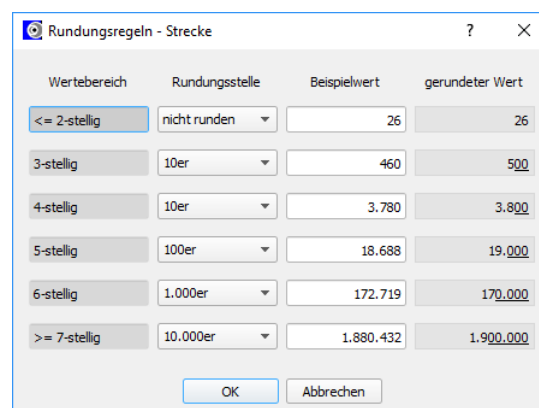 Rundungsregeln - Strecke ? ×
Wertebereich Rundungsstelle Beispielwert gerundeter Wert
<= 2-stellig nicht runden 26 26
3-stellig 10er 460 500
4-stellig 10er 3.780 3.800
5-stellig 100er 18.688 19.000
6-stellig 1.000er 172.719 170.000
>= 7-stellig 10.000er 1.880.432 1.900.000
OK Abbrechen